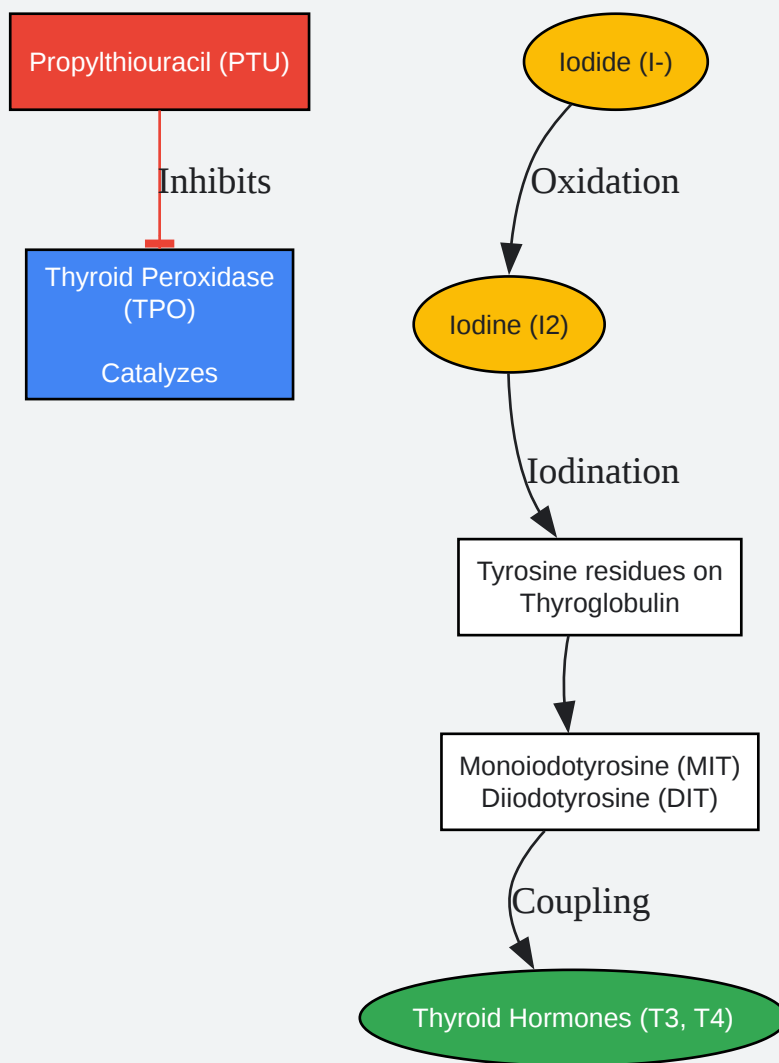 Propylthiouracil (PTU)
Inhibits
Thyroid Peroxidase
(TPO)
Catalyzes
Iodide (I-)
Oxidation
Iodine (I2)
Iodination
Tyrosine residues on
Thyroglobulin
Monoiodotyrosine (MIT)
Diiodotyrosine (DIT)
Coupling
Thyroid Hormones (T3, T4)